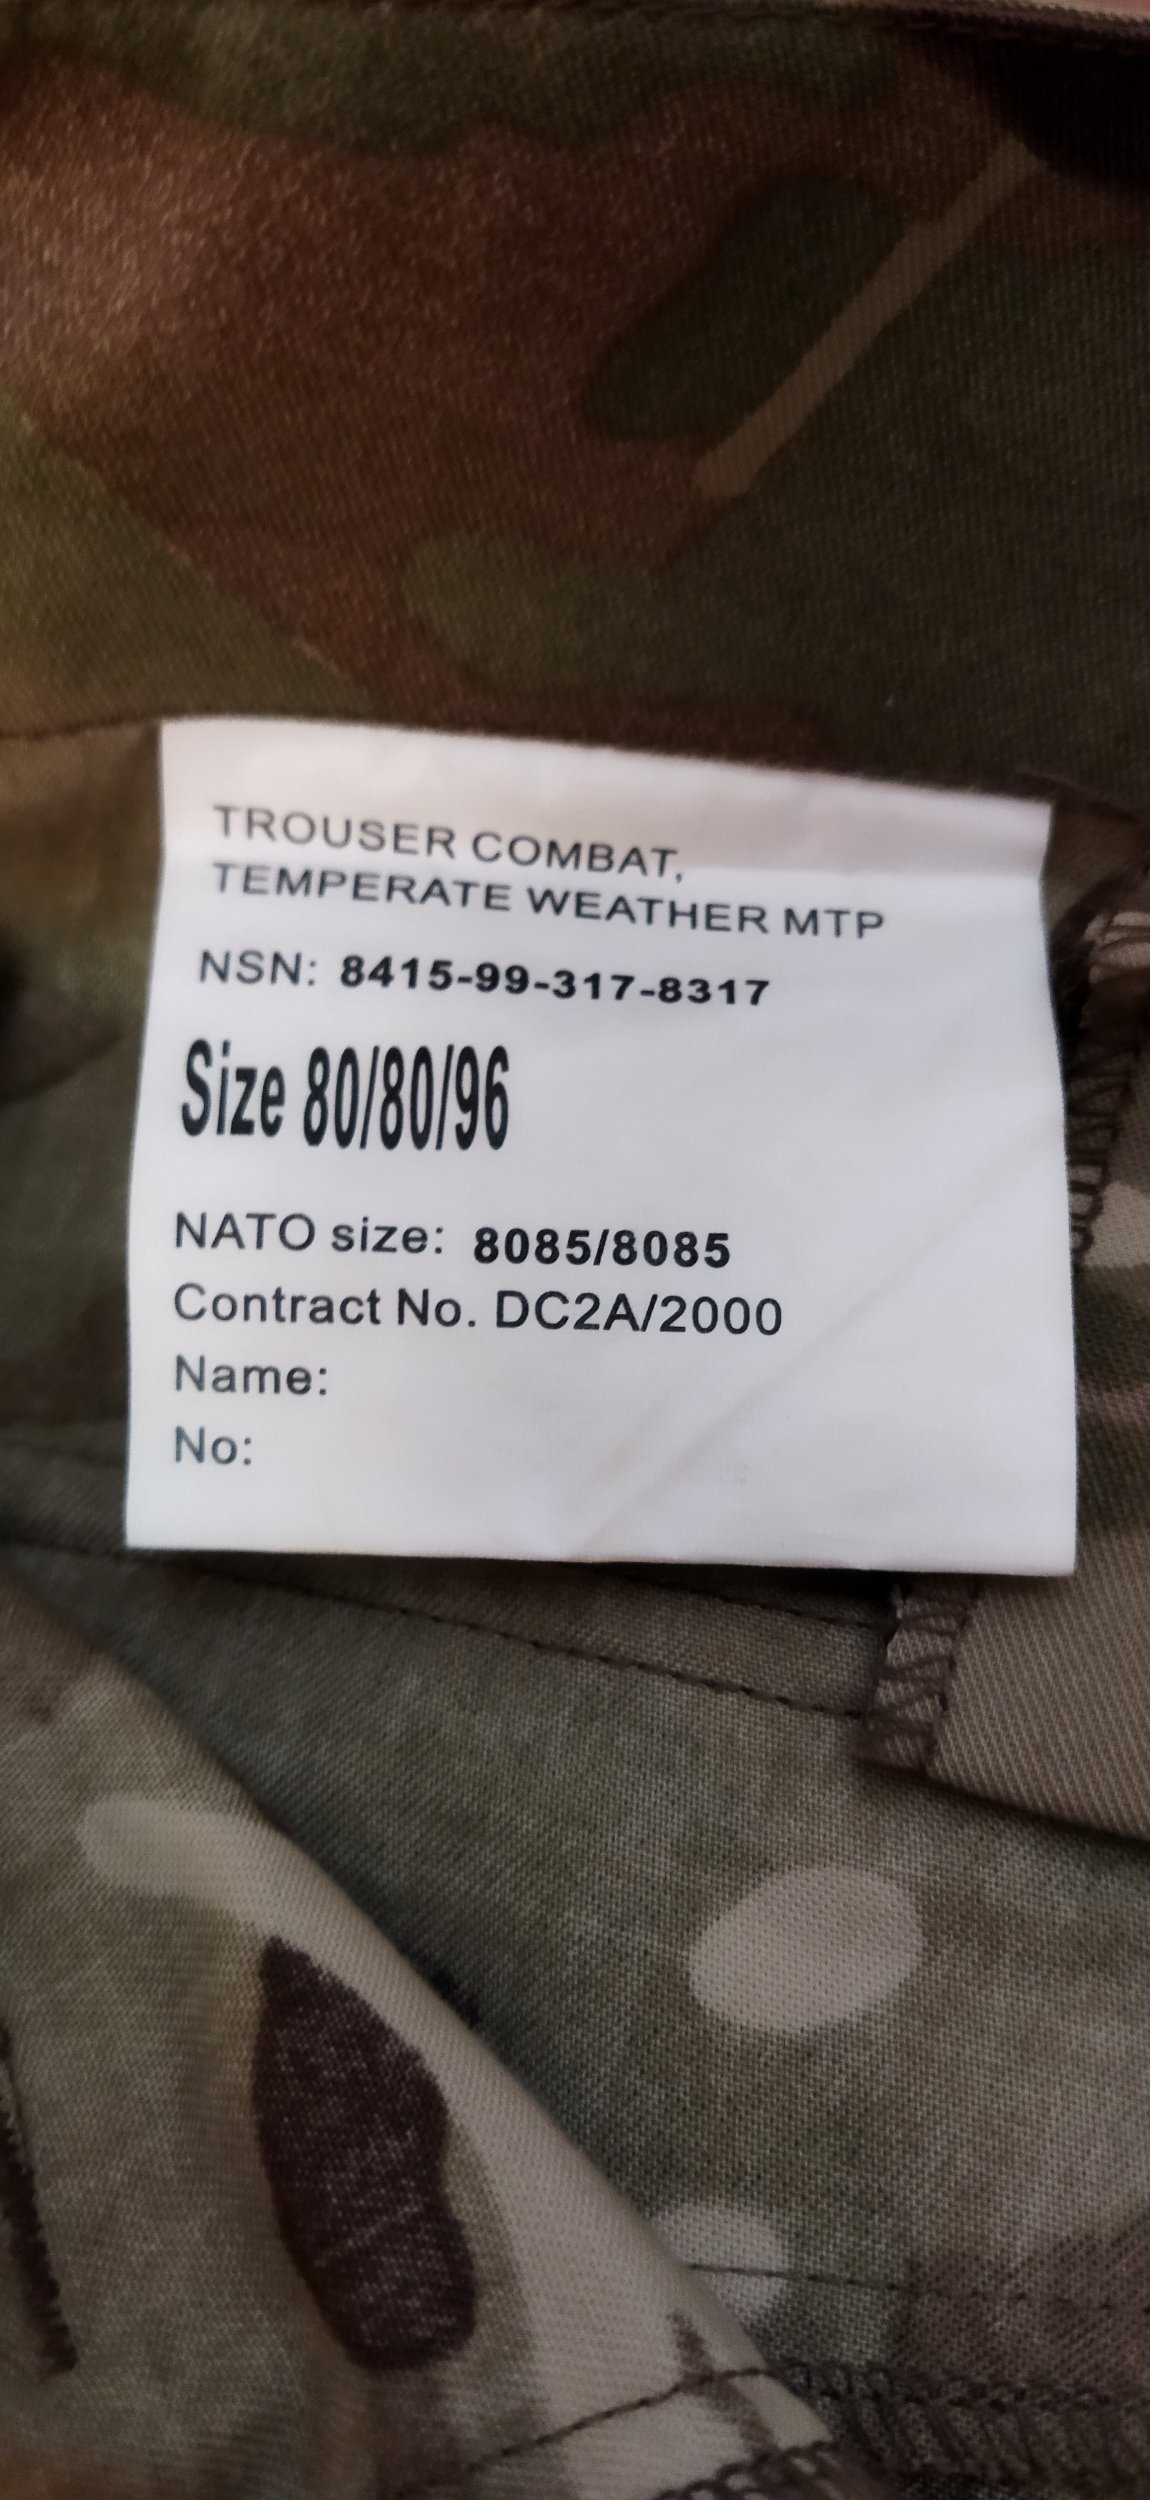 TROUSER COMBAT,
TEMPERATE WEATHER MTP
NSN: 8415-99-317-8317
Size 80/80/96
NATO size: 8085/8085
Contract No. DC2A/2000
Name:
No: